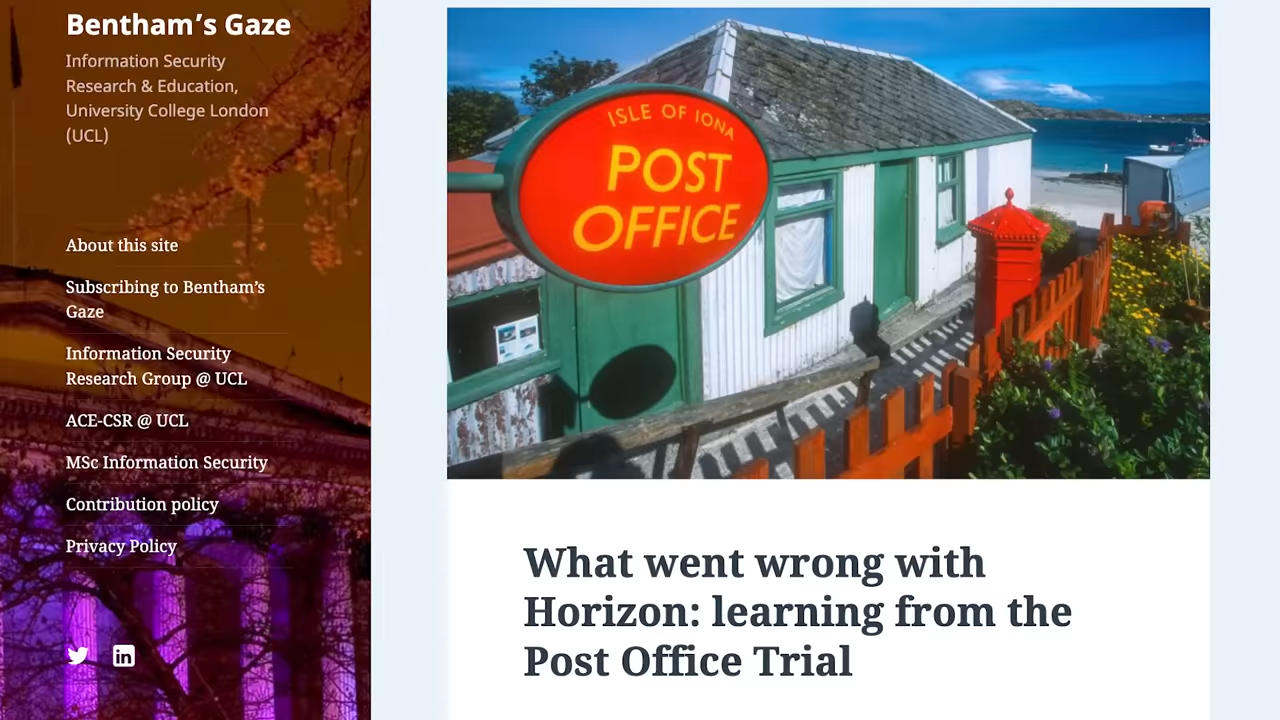 Bentham’s Gaze
Information Security
Research & Education,
University College London
(UCL)
About this site
Subscribing to Bentham’s
Gaze
Information Security
Research Group @ UCL
ACE-CSR @ UCL
MSc Information Security
Contribution policy
Privacy Policy
ISLE OF IONA
POST
OFFICE
What went wrong with
Horizon: learning from the
Post Office Trial